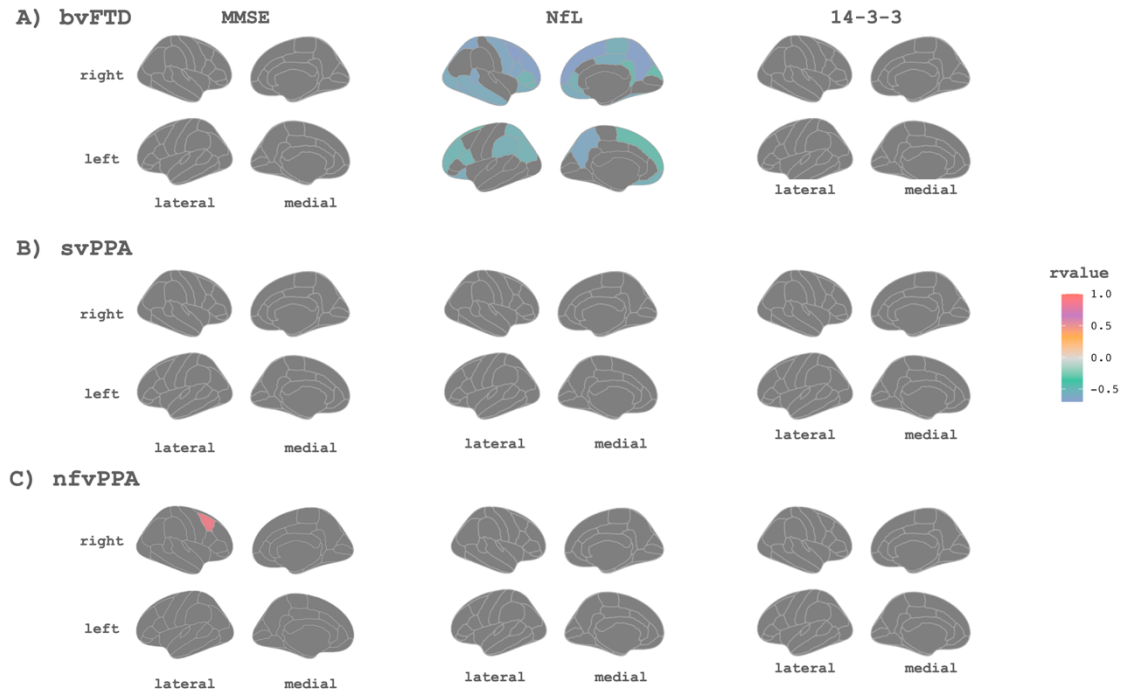 A) bvFTD MMSE NfL 14-3-3
right
left
lateral medial lateral medial
B) svPPA
rvalue
1.0
right
0.5
0.0
left
-0.5
lateral medial lateral medial lateral medial
C) nfvPPA
right
left
lateral medial lateral medial lateral medial